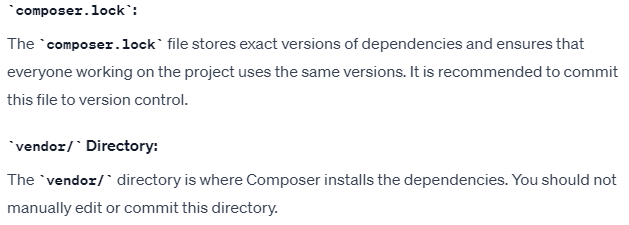 `composer.lock`:
The `composer.lock` file stores exact versions of dependencies and ensures that
everyone working on the project uses the same versions. It is recommended to commit
this file to version control.
`vendor/` Directory:
The `vendor/` directory is where Composer installs the dependencies. You should not
manually edit or commit this directory.